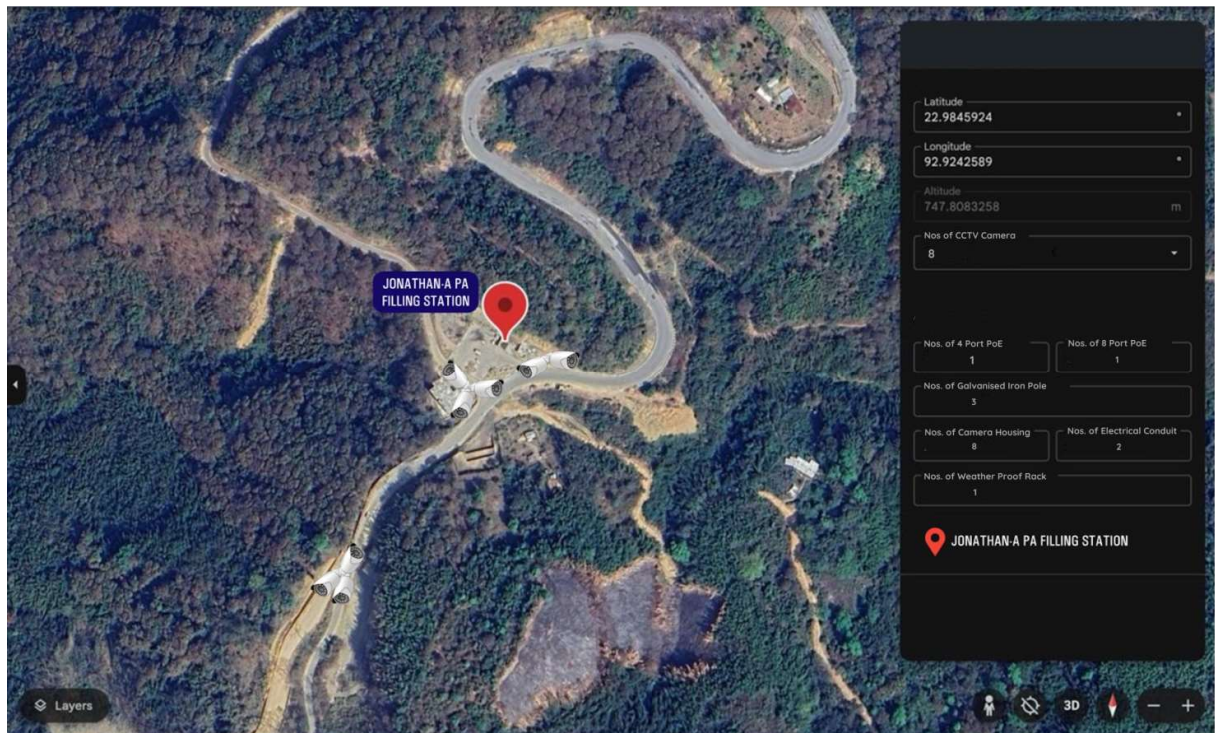 JONATHAN-A PA
FILLING STATION
Latitude
22.9845924 °
Longitude
92.9242589 °
Altitude
747.8083258 m
Nos of CCTV Camera
8
Nos. of 4 Port PoE
1
Nos. of 8 Port PoE
1
Nos. of Galvanised Iron Pole
3
Nos. of Camera Housing
8
Nos. of Electrical Conduit
2
Nos. of Weather Proof Rack
1
JONATHAN-A PA FILLING STATION
Layers
3D